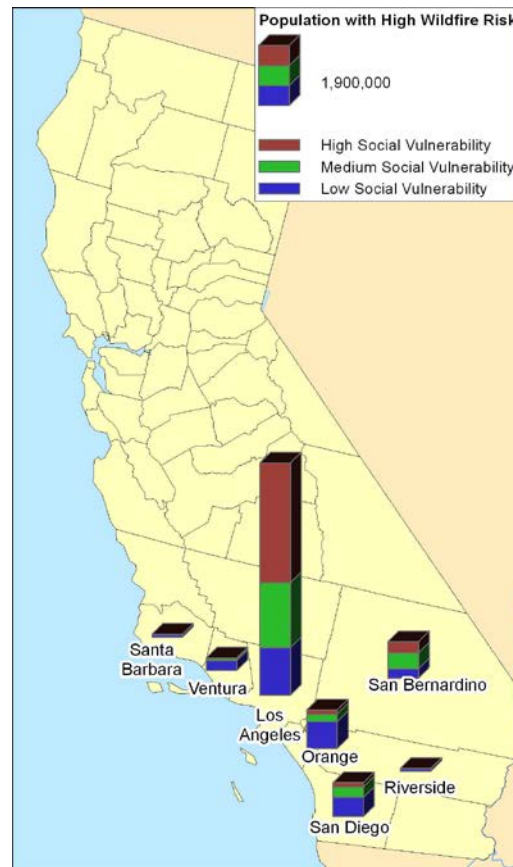 Population with High Wildfire Risk
1,900,000
High Social Vulnerability
Medium Social Vulnerability
Low Social Vulnerability
Santa
Barbara
Ventura
Los
Angeles
San Bernardino
Orange
Riverside
San Diego